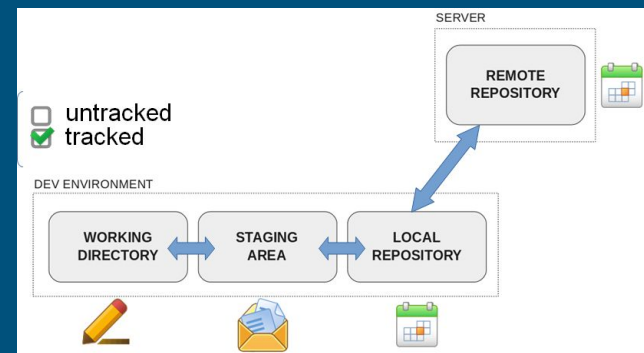 SERVER
REMOTE
REPOSITORY
untracked
tracked
DEV ENVIRONMENT
WORKING
DIRECTORY
STAGING
AREA
LOCAL
REPOSITORY